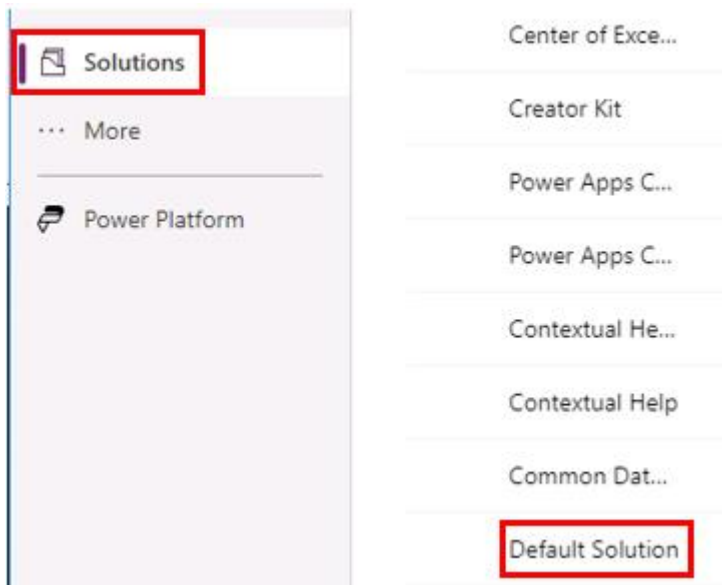 Solutions
··· More
Power Platform
Center of Exce...
Creator Kit
Power Apps C...
Power Apps C...
Contextual He...
Contextual Help
Common Dat...
Default Solution